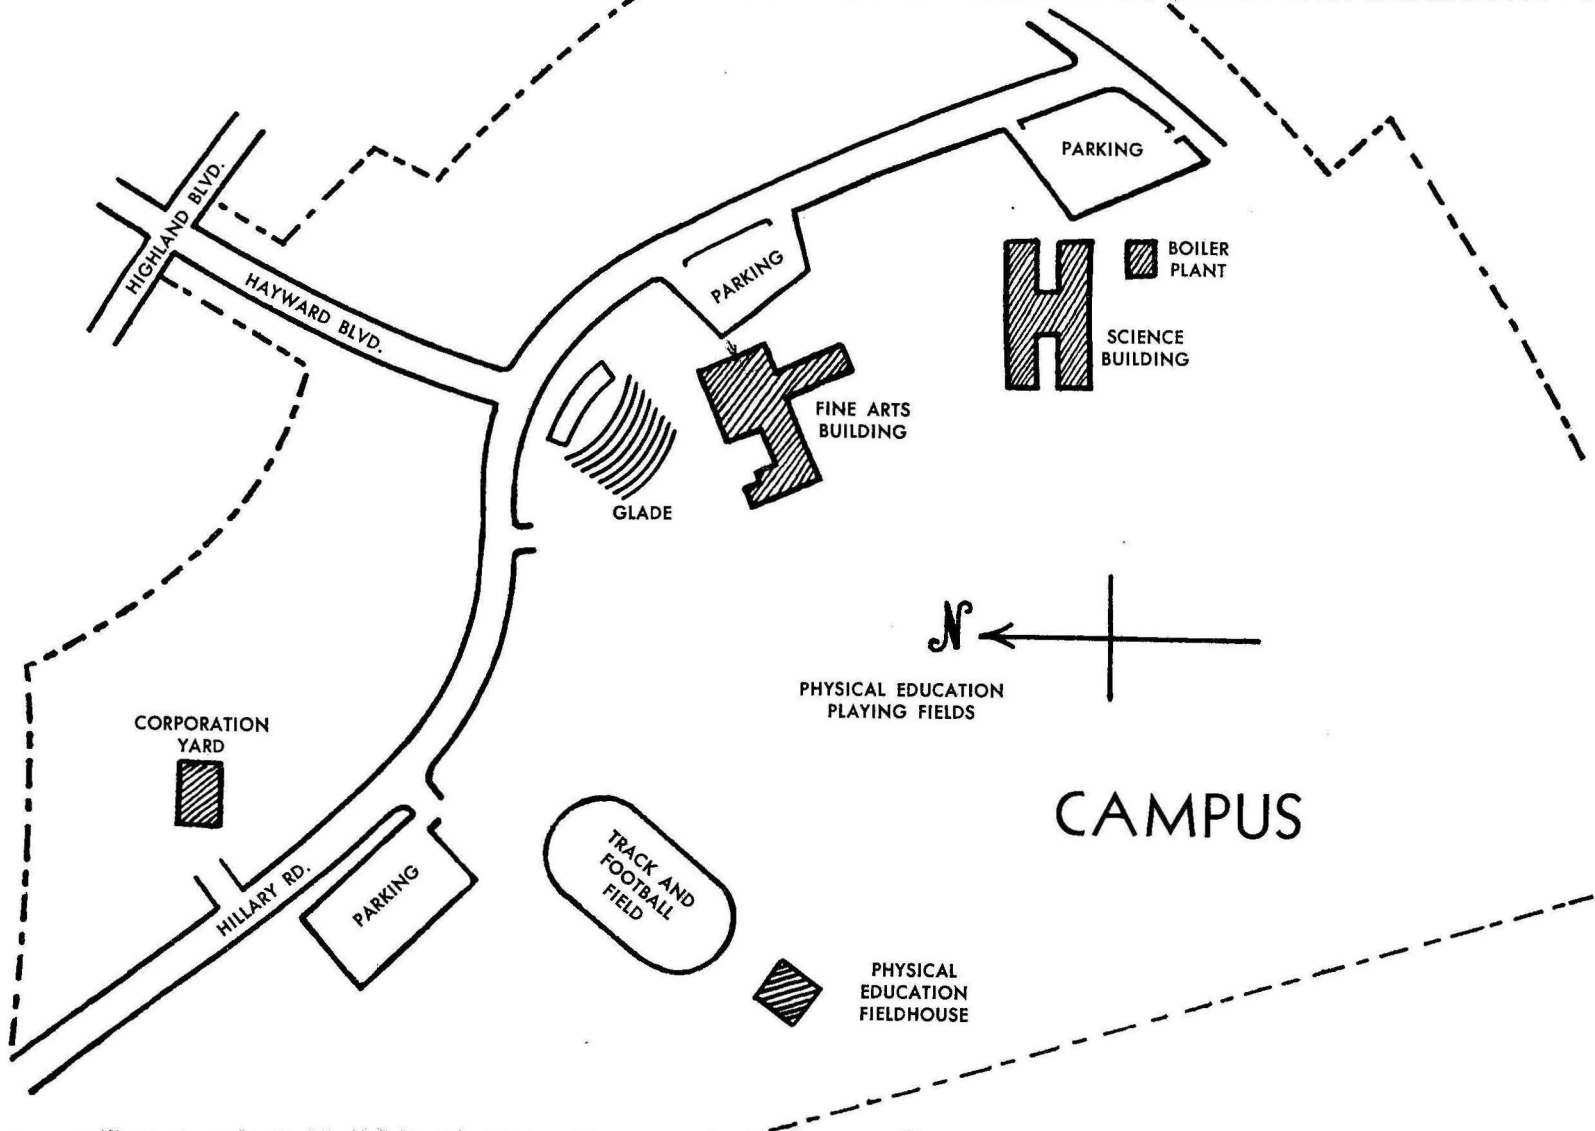 PARKING
HIGHLAND BLVD.
HAYWARD BLVD.
PARKING
BOILER
PLANT
SCIENCE
BUILDING
FINE ARTS
BUILDING
GLADE
N
PHYSICAL EDUCATION
PLAYING FIELDS
CORPORATION
YARD
CAMPUS
HILLARY RD.
PARKING
TRACK AND
FOOTBALL
FIELD
PHYSICAL
EDUCATION
FIELDHOUSE